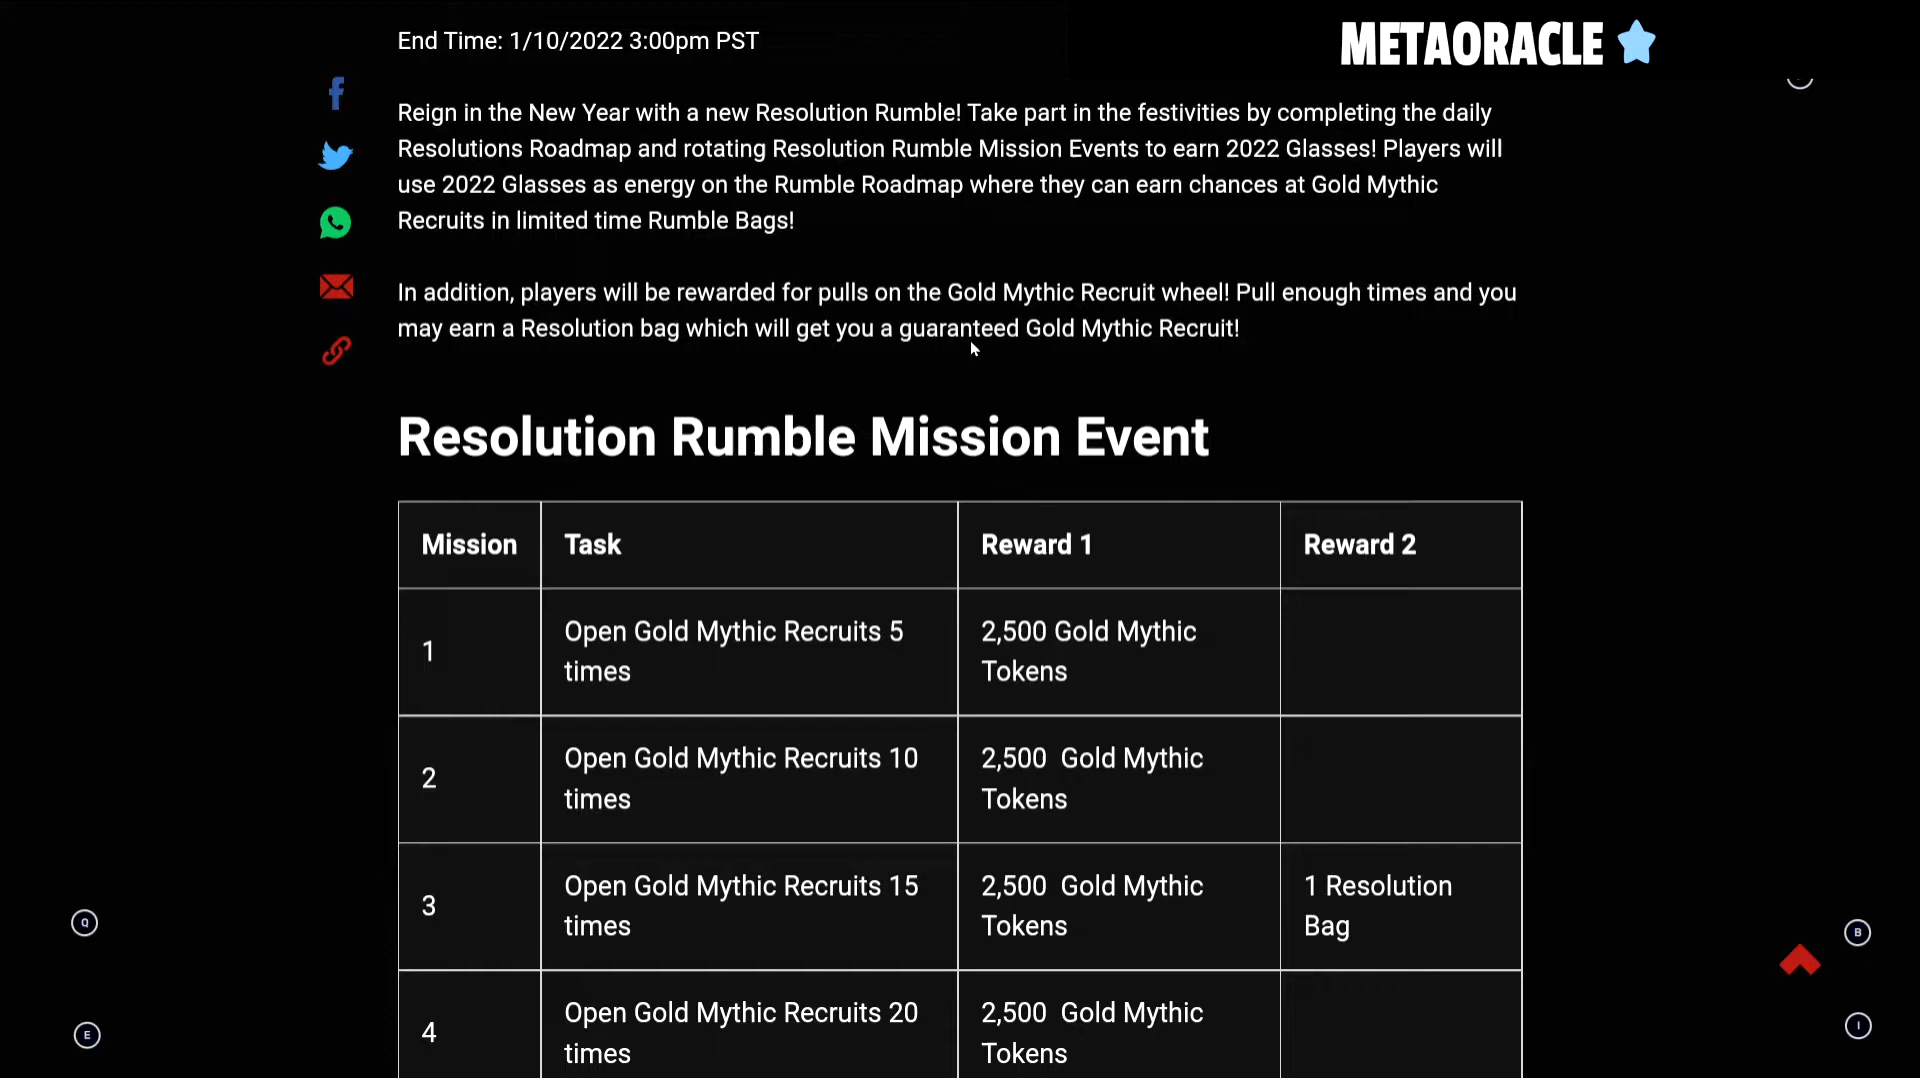 End Time: 1/10/2022 3:00pm PST
METAORACLE
Reign in the New Year with a new Resolution Rumble! Take part in the festivities by completing the daily
Resolutions Roadmap and rotating Resolution Rumble Mission Events to earn 2022 Glasses! Players will
use 2022 Glasses as energy on the Rumble Roadmap where they can earn chances at Gold Mythic
Recruits in limited time Rumble Bags!
In addition, players will be rewarded for pulls on the Gold Mythic Recruit wheel! Pull enough times and you
may earn a Resolution bag which will get you a guaranteed Gold Mythic Recruit!
Resolution Rumble Mission Event
Mission Task Reward 1 Reward 2
1
Open Gold Mythic Recruits 5
times
2,500 Gold Mythic
Tokens
2
Open Gold Mythic Recruits 10
times
2,500 Gold Mythic
Tokens
3
Open Gold Mythic Recruits 15
times
2,500 Gold Mythic
Tokens
1 Resolution
Bag
4
Open Gold Mythic Recruits 20
times
2,500 Gold Mythic
Tokens
Q
E
B
I